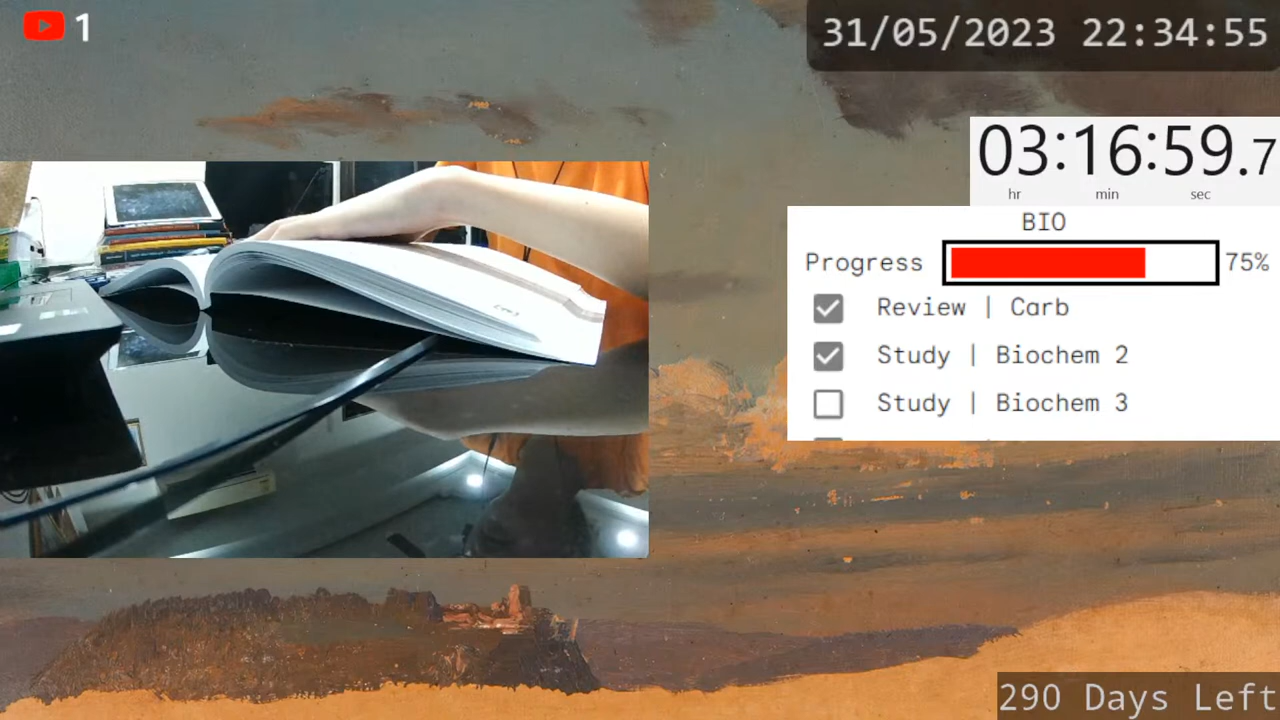 1
31/05/2023 22:34:55
03:16:59.7
hr min sec
BIO
Progress 75%
Review | Carb
Study | Biochem 2
Study | Biochem 3
290 Days Left